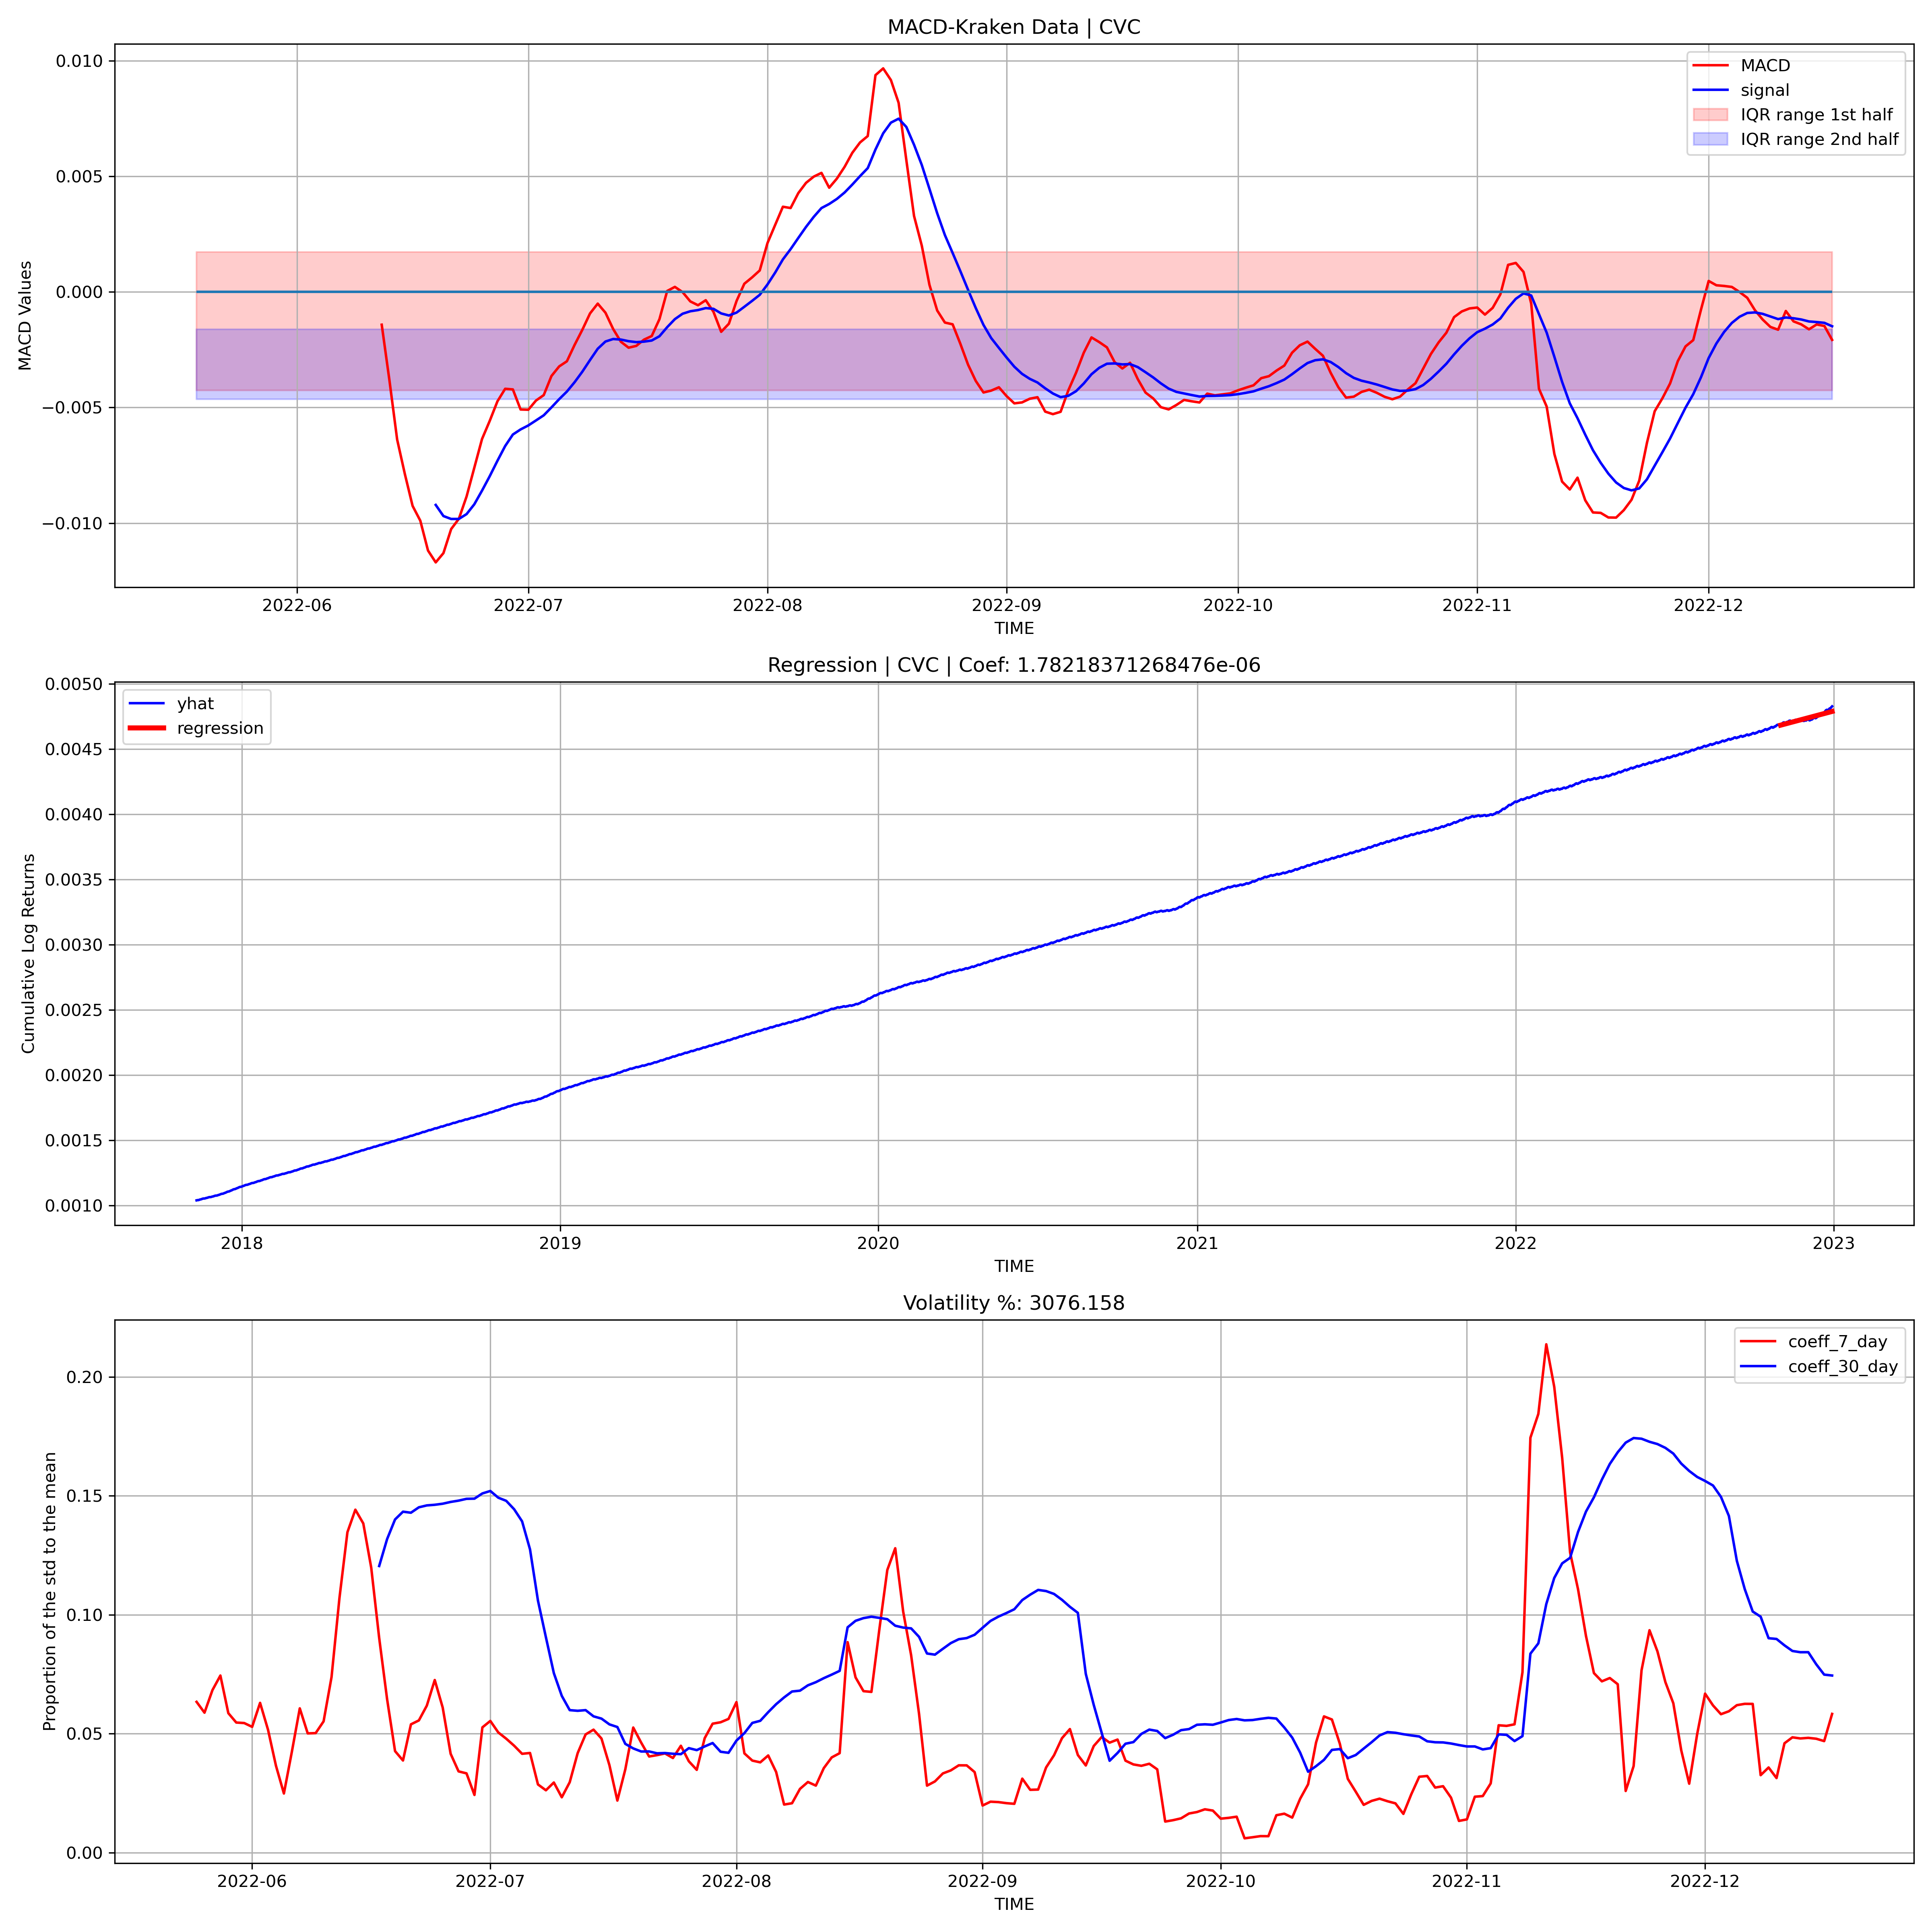 MACD-Kraken Data | CVC
MACD
signal
IQR range 1st half
IQR range 2nd half
MACD Values
0.010
0.005
0.000
−0.005
−0.010
2022-06 2022-07 2022-08 2022-09 2022-10 2022-11 2022-12
TIME
Regression | CVC | Coef: 1.78218371268476e-06
yhat
regression
Cumulative Log Returns
0.0050
0.0045
0.0040
0.0035
0.0030
0.0025
0.0020
0.0015
0.0010
2018 2019 2020 2021 2022 2023
TIME
Volatility %: 3076.158
coeff_7_day
coeff_30_day
Proportion of the std to the mean
0.20
0.15
0.10
0.05
0.00
2022-06 2022-07 2022-08 2022-09 2022-10 2022-11 2022-12
TIME